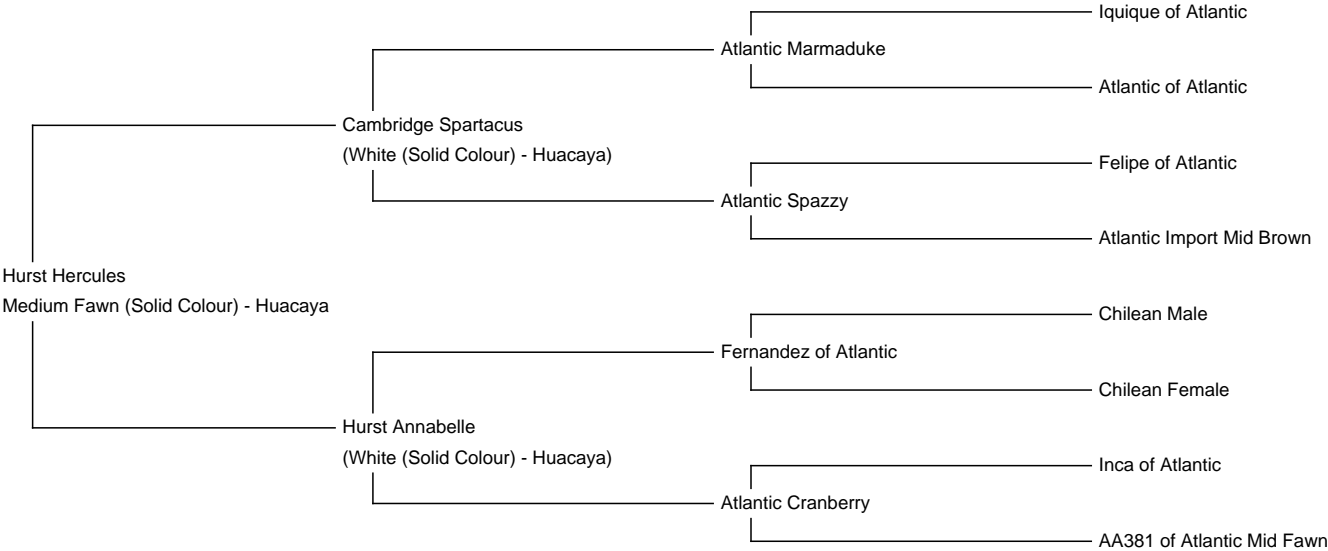 Iquique of Atlantic
Atlantic Marmaduke
Atlantic of Atlantic
Cambridge Spartacus
(White (Solid Colour) - Huacaya)
Felipe of Atlantic
Atlantic Spazzy
Atlantic Import Mid Brown
Hurst Hercules
Medium Fawn (Solid Colour) - Huacaya
Chilean Male
Fernandez of Atlantic
Chilean Female
Hurst Annabelle
(White (Solid Colour) - Huacaya)
Inca of Atlantic
Atlantic Cranberry
AA381 of Atlantic Mid Fawn